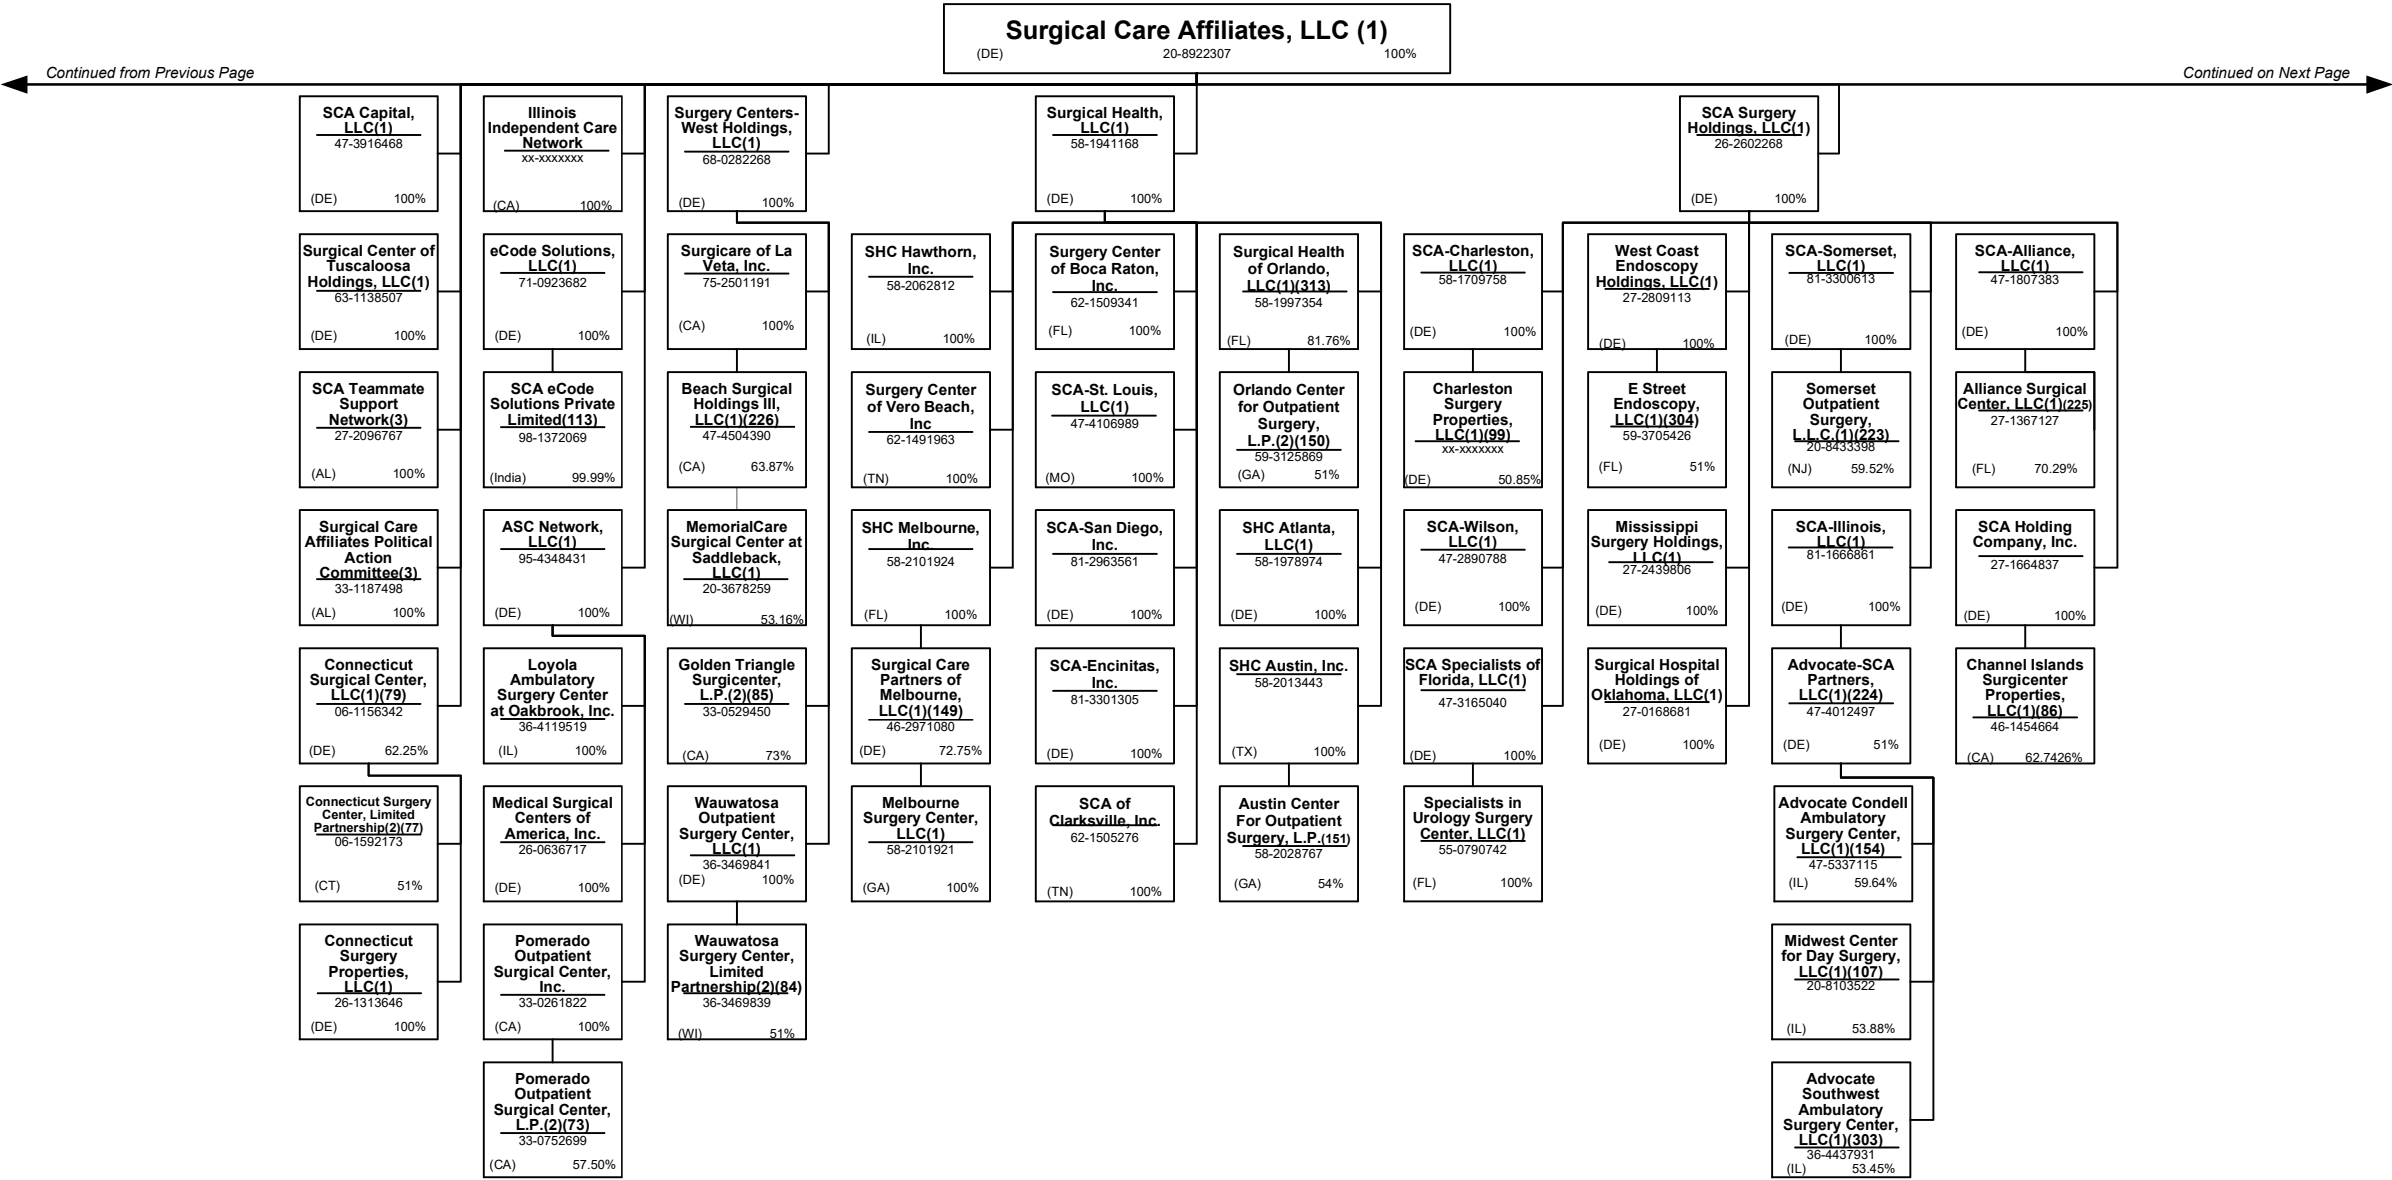 Surgical Care Affiliates, LLC (1)
(DE) 20-8922307 100%
Continued from Previous Page
Continued on Next Page
SCA Capital,
LLC(1)
47-3916468
(DE) 100%
Illinois
Independent Care
Network
xx-xxxxxxx
(CA) 100%
Surgery Centers-
West Holdings,
LLC(1)
68-0282268
(DE) 100%
Surgical Health,
LLC(1)
58-1941168
(DE) 100%
SCA Surgery
Holdings, LLC(1)
26-2602268
(DE) 100%
Surgical Center of
Tuscaloosa
Holdings, LLC(1)
63-1138507
(DE) 100%
eCode Solutions,
LLC(1)
71-0923682
(DE) 100%
Surgicare of La
Veta, Inc.
75-2501191
(CA) 100%
SHC Hawthorn,
Inc.
58-2062812
(IL) 100%
Surgery Center
of Boca Raton,
Inc.
62-1509341
(FL) 100%
Surgical Health
of Orlando,
LLC(1)(313)
58-1997354
(FL) 81.76%
SCA-Charleston,
LLC(1)
58-1709758
(DE) 100%
West Coast
Endoscopy
Holdings, LLC(1)
27-2809113
(DE) 100%
SCA-Somerset,
LLC(1)
81-3300613
(DE) 100%
SCA-Alliance,
LLC(1)
47-1807383
(DE) 100%
SCA Teammate
Support
Network(3)
27-2096767
(AL) 100%
SCA eCode
Solutions Private
Limited(113)
98-1372069
(India) 99.99%
Beach Surgical
Holdings III,
LLC(1)(226)
47-4504390
(CA) 63.87%
Surgery Center
of Vero Beach,
Inc
62-1491963
(TN) 100%
SCA-St. Louis,
LLC(1)
47-4106989
(MO) 100%
Orlando Center
for Outpatient
Surgery,
L.P.(2)(150)
59-3125869
(GA) 51%
Charleston
Surgery
Properties,
LLC(1)(99)
xx-xxxxxxx
(DE) 50.85%
E Street
Endoscopy,
LLC(1)(304)
59-3705426
(FL) 51%
Somerset
Outpatient
Surgery,
L.L.C.(1)(223)
20-8433398
(NJ) 59.52%
Alliance Surgical
Center, LLC(1)(225)
27-1367127
(FL) 70.29%
Surgical Care
Affiliates Political
Action
Committee(3)
33-1187498
(AL) 100%
ASC Network,
LLC(1)
95-4348431
(DE) 100%
MemorialCare
Surgical Center at
Saddleback,
LLC(1)
20-3678259
(WI) 53.16%
SHC Melbourne,
Inc.
58-2101924
(FL) 100%
SCA-San Diego,
Inc.
81-2963561
(DE) 100%
SHC Atlanta,
LLC(1)
58-1978974
(DE) 100%
SCA-Wilson,
LLC(1)
47-2890788
(DE) 100%
Mississippi
Surgery Holdings,
LLC(1)
27-2439806
(DE) 100%
SCA-Illinois,
LLC(1)
81-1666861
(DE) 100%
SCA Holding
Company, Inc.
27-1664837
(DE) 100%
Connecticut
Surgical Center,
LLC(1)(79)
06-1156342
(DE) 62.25%
Loyola
Ambulatory
Surgery Center
at Oakbrook, Inc.
36-4119519
(IL) 100%
Golden Triangle
Surgicenter,
L.P.(2)(85)
33-0529450
(CA) 73%
Surgical Care
Partners of
Melbourne,
LLC(1)(149)
46-2971080
(DE) 72.75%
SCA-Encinitas,
Inc.
81-3301305
(DE) 100%
SHC Austin, Inc.
58-2013443
(TX) 100%
SCA Specialists of
Florida, LLC(1)
47-3165040
(DE) 100%
Surgical Hospital
Holdings of
Oklahoma, LLC(1)
27-0168681
(DE) 100%
Advocate-SCA
Partners,
LLC(1)(224)
47-4012497
(DE) 51%
Channel Islands
Surgicenter
Properties,
LLC(1)(86)
46-1454664
(CA) 62.7426%
Connecticut Surgery
Center, Limited
Partnership(2)(77)
06-1592173
(CT) 51%
Medical Surgical
Centers of
America, Inc.
26-0636717
(DE) 100%
Wauwatosa
Outpatient
Surgery Center,
LLC(1)
36-3469841
(DE) 100%
Melbourne
Surgery Center,
LLC(1)
58-2101921
(GA) 100%
SCA of
Clarksville, Inc.
62-1505276
(TN) 100%
Austin Center
For Outpatient
Surgery, L.P.(151)
58-2028767
(GA) 54%
Specialists in
Urology Surgery
Center, LLC(1)
55-0790742
(FL) 100%
Advocate Condell
Ambulatory
Surgery Center,
LLC(1)(154)
47-5337115
(IL) 59.64%
Connecticut
Surgery
Properties,
LLC(1)
26-1313646
(DE) 100%
Pomerado
Outpatient
Surgical Center,
Inc.
33-0261822
(CA) 100%
Wauwatosa
Surgery Center,
Limited
Partnership(2)(84)
36-3469839
(WI) 51%
Midwest Center
for Day Surgery,
LLC(1)(107)
20-8103522
(IL) 53.88%
Pomerado
Outpatient
Surgical Center,
L.P.(2)(73)
33-0752699
(CA) 57.50%
Advocate
Southwest
Ambulatory
Surgery Center,
LLC(1)(303)
36-4437931
(IL) 53.45%